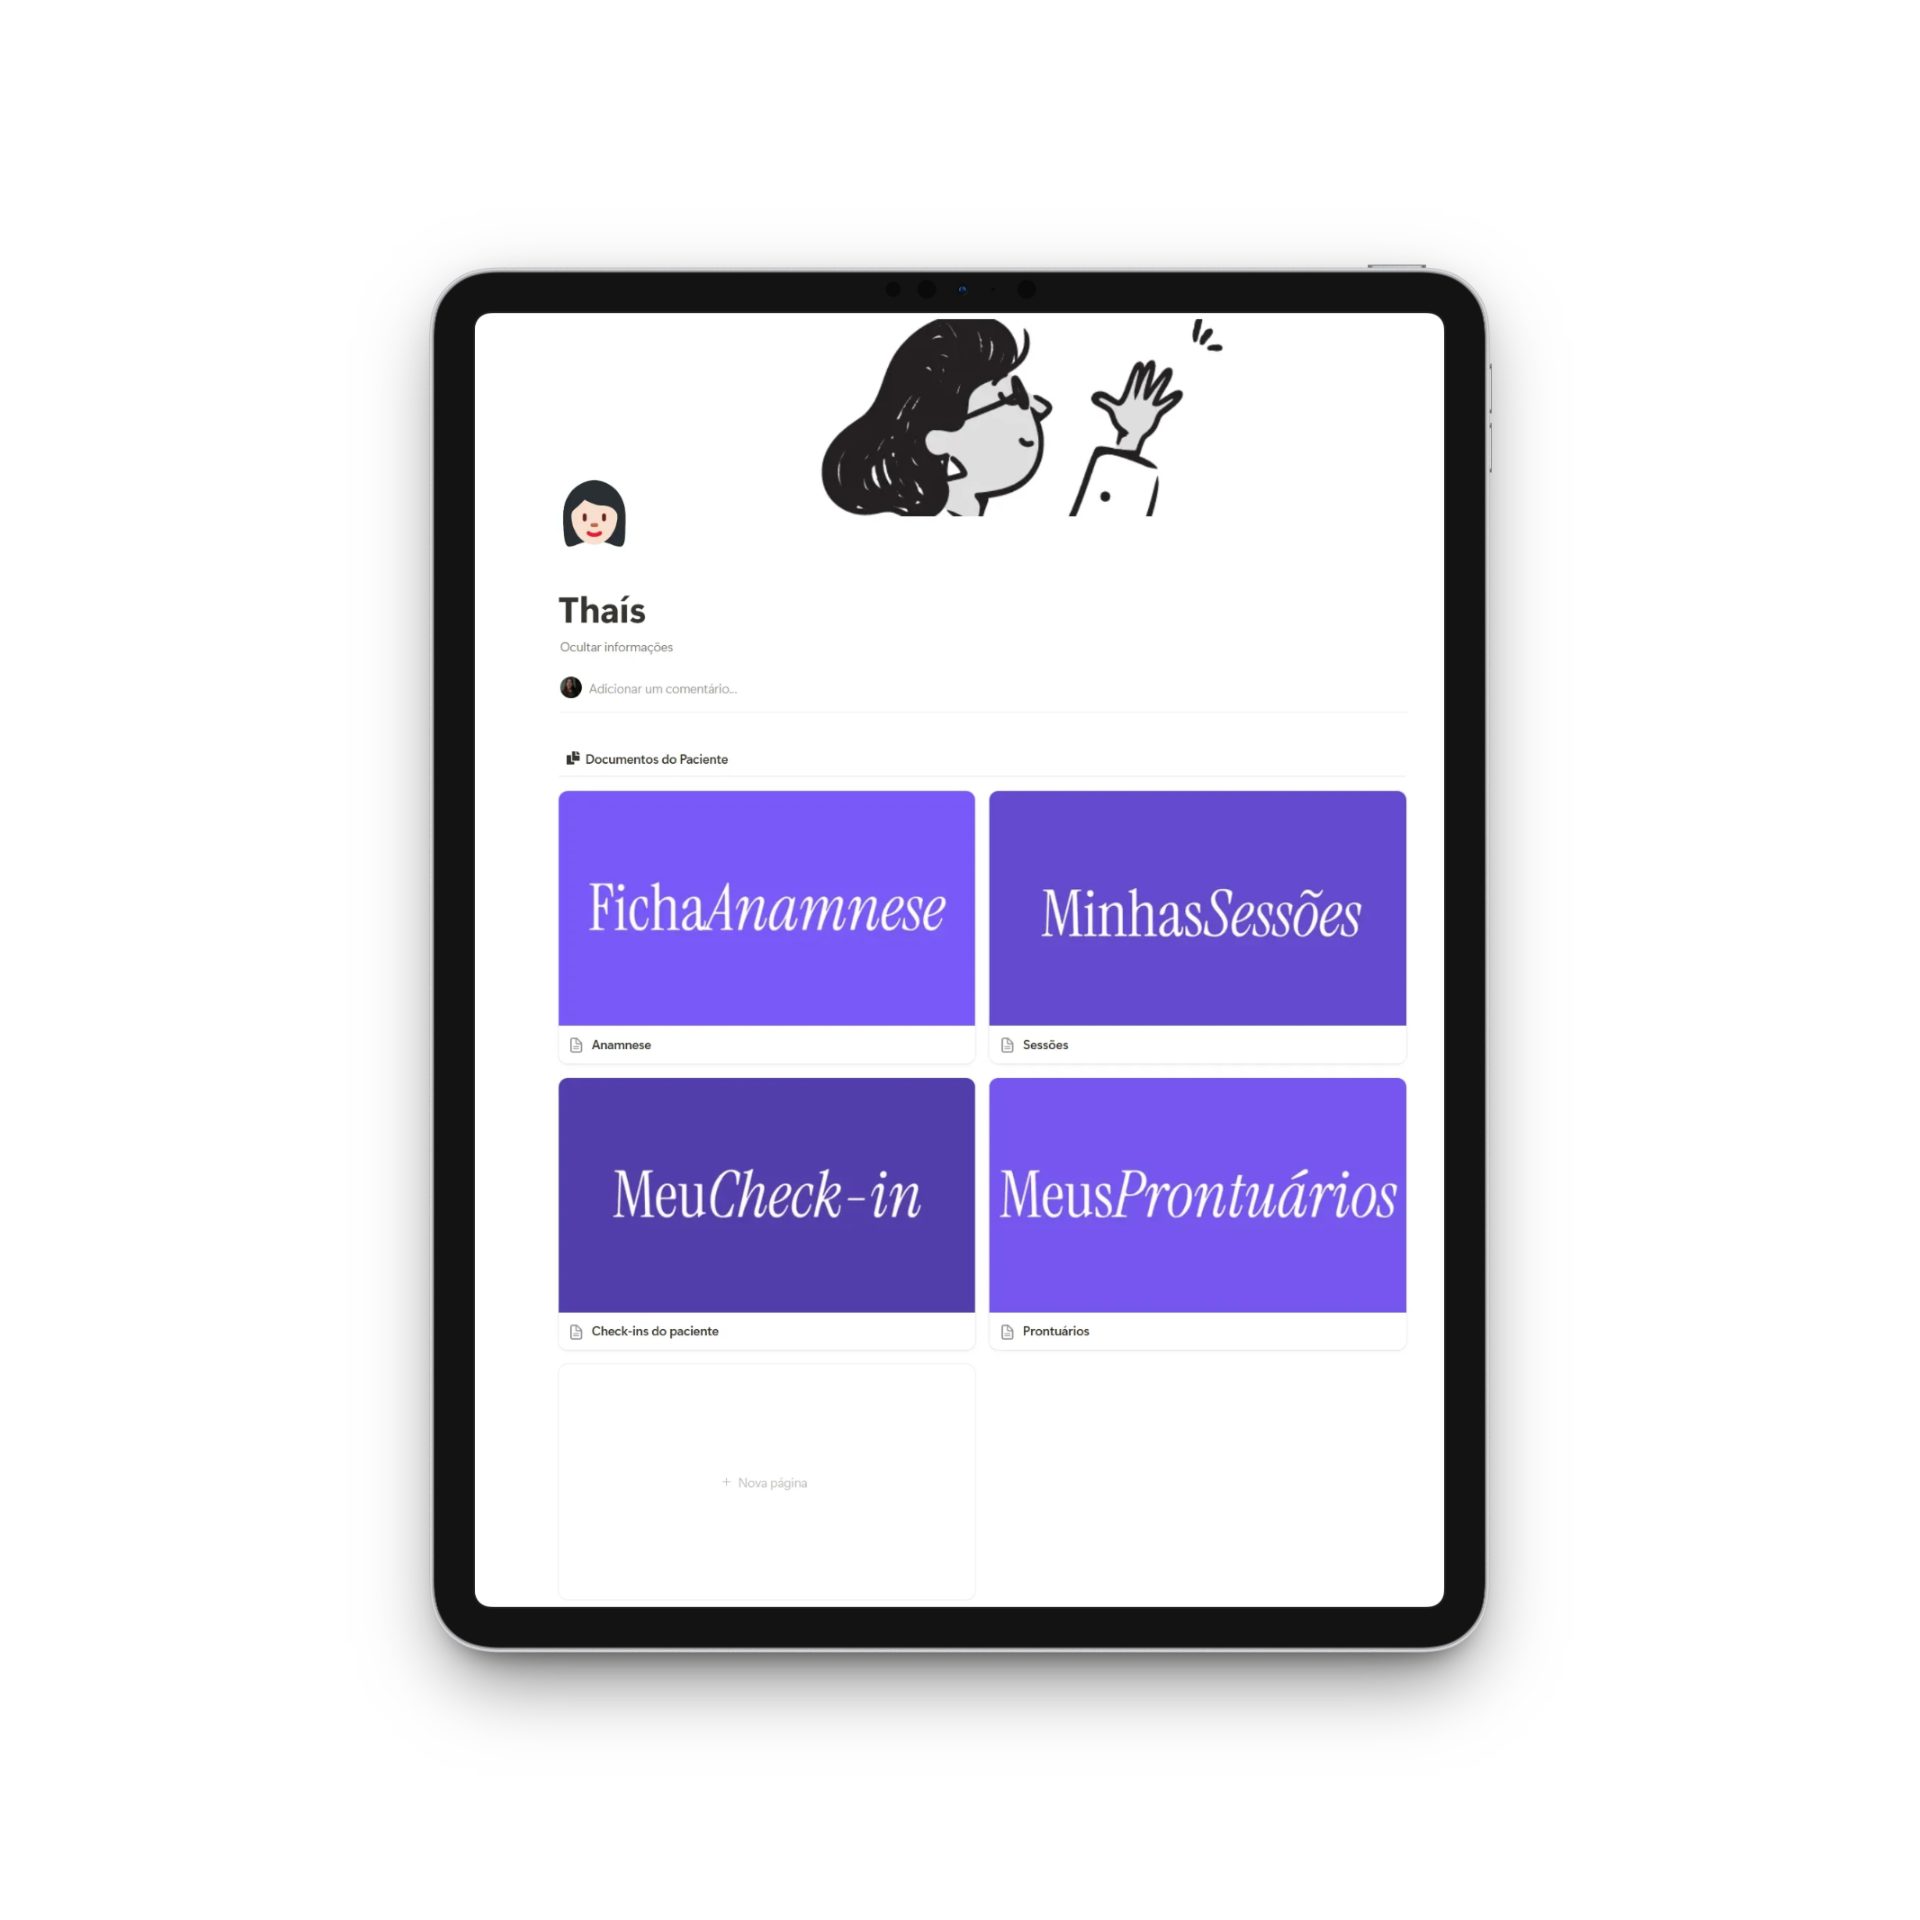 Thaís
Ocultar informações
Adicionar um comentário...
Documentos do Paciente
FichaAnamnese
MinhasSessões
Anamnese
Sessões
MeuCheck-in
MeusProntuários
Check-ins do paciente
Prontuários
+ Nova página